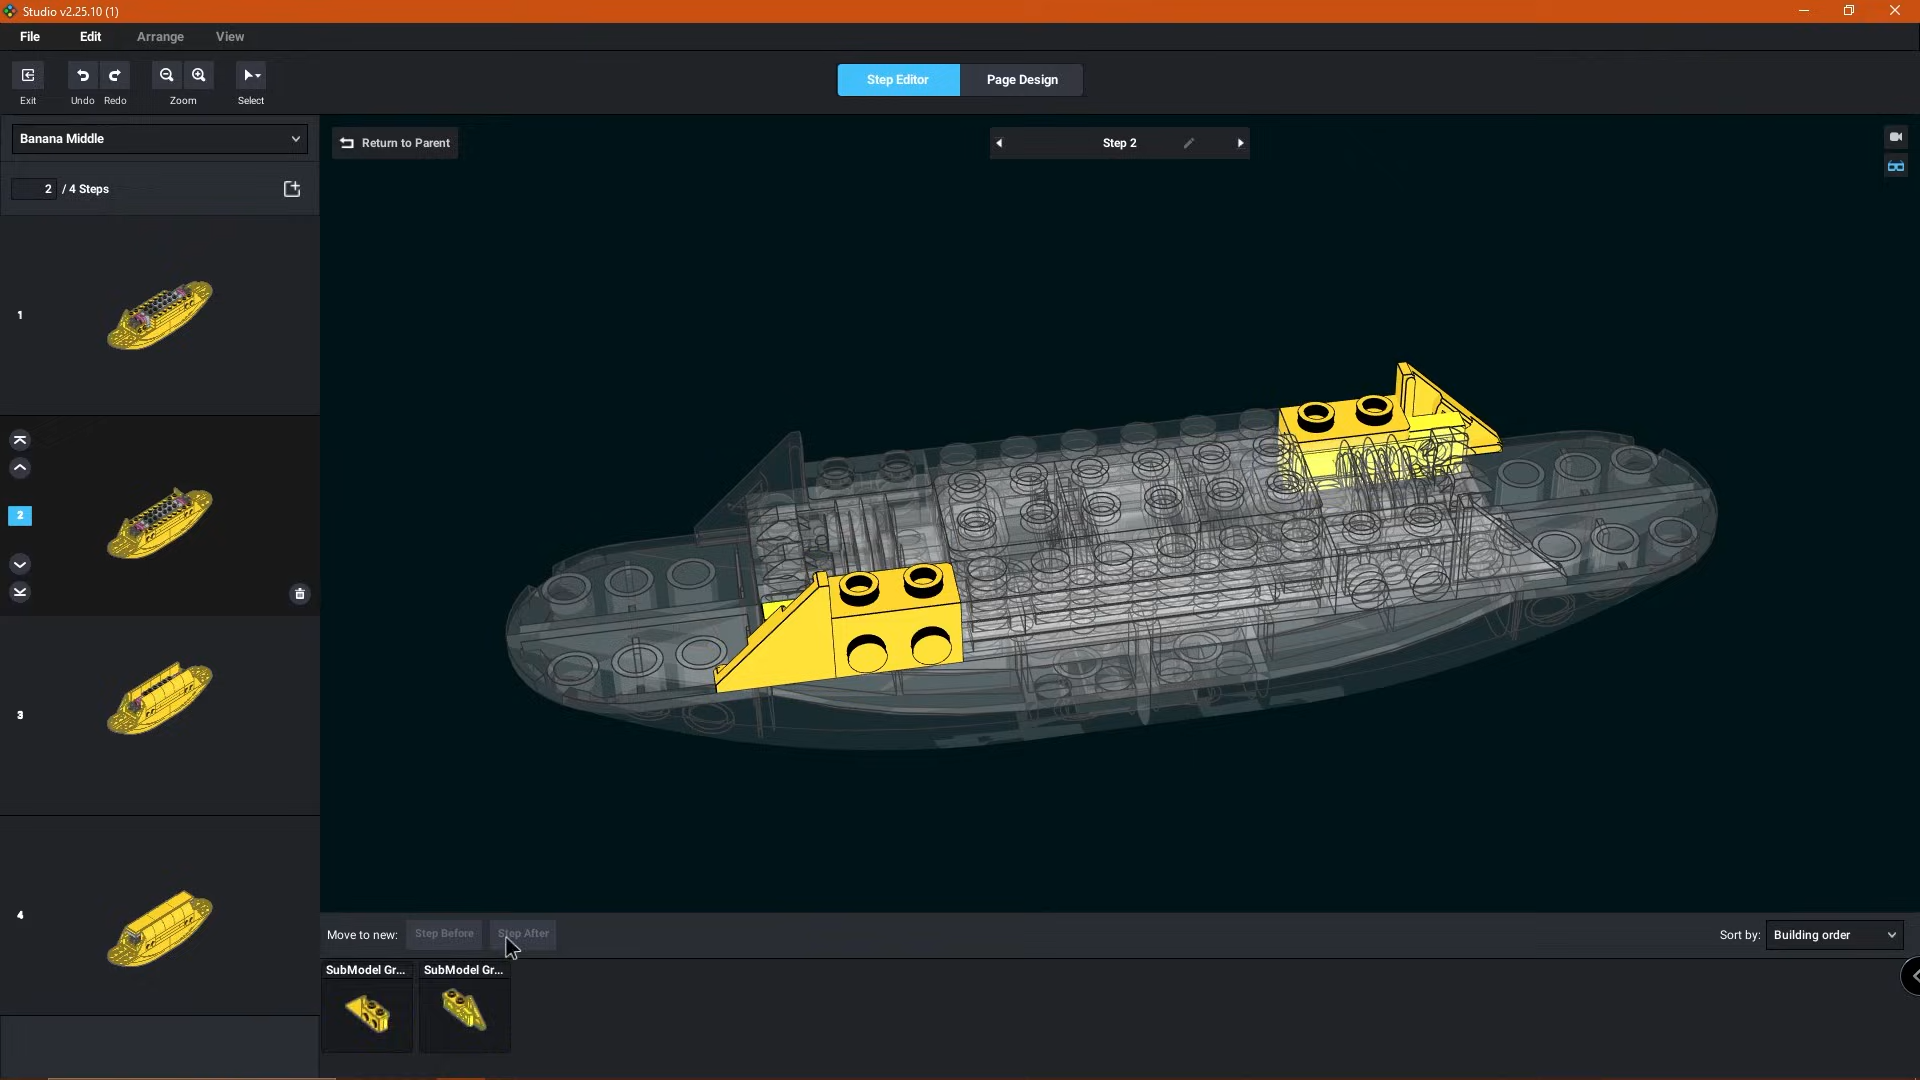 Studio v2.25.10 (1)
File Edit Arrange View
Exit Undo Redo Zoom Select
Step Editor Page Design
Banana Middle
Return to Parent
Step 2
2 / 4 Steps
1
2
3
4
Move to new: Step Before Step After
Sort by: Building order
SubModel Gr... SubModel Gr...